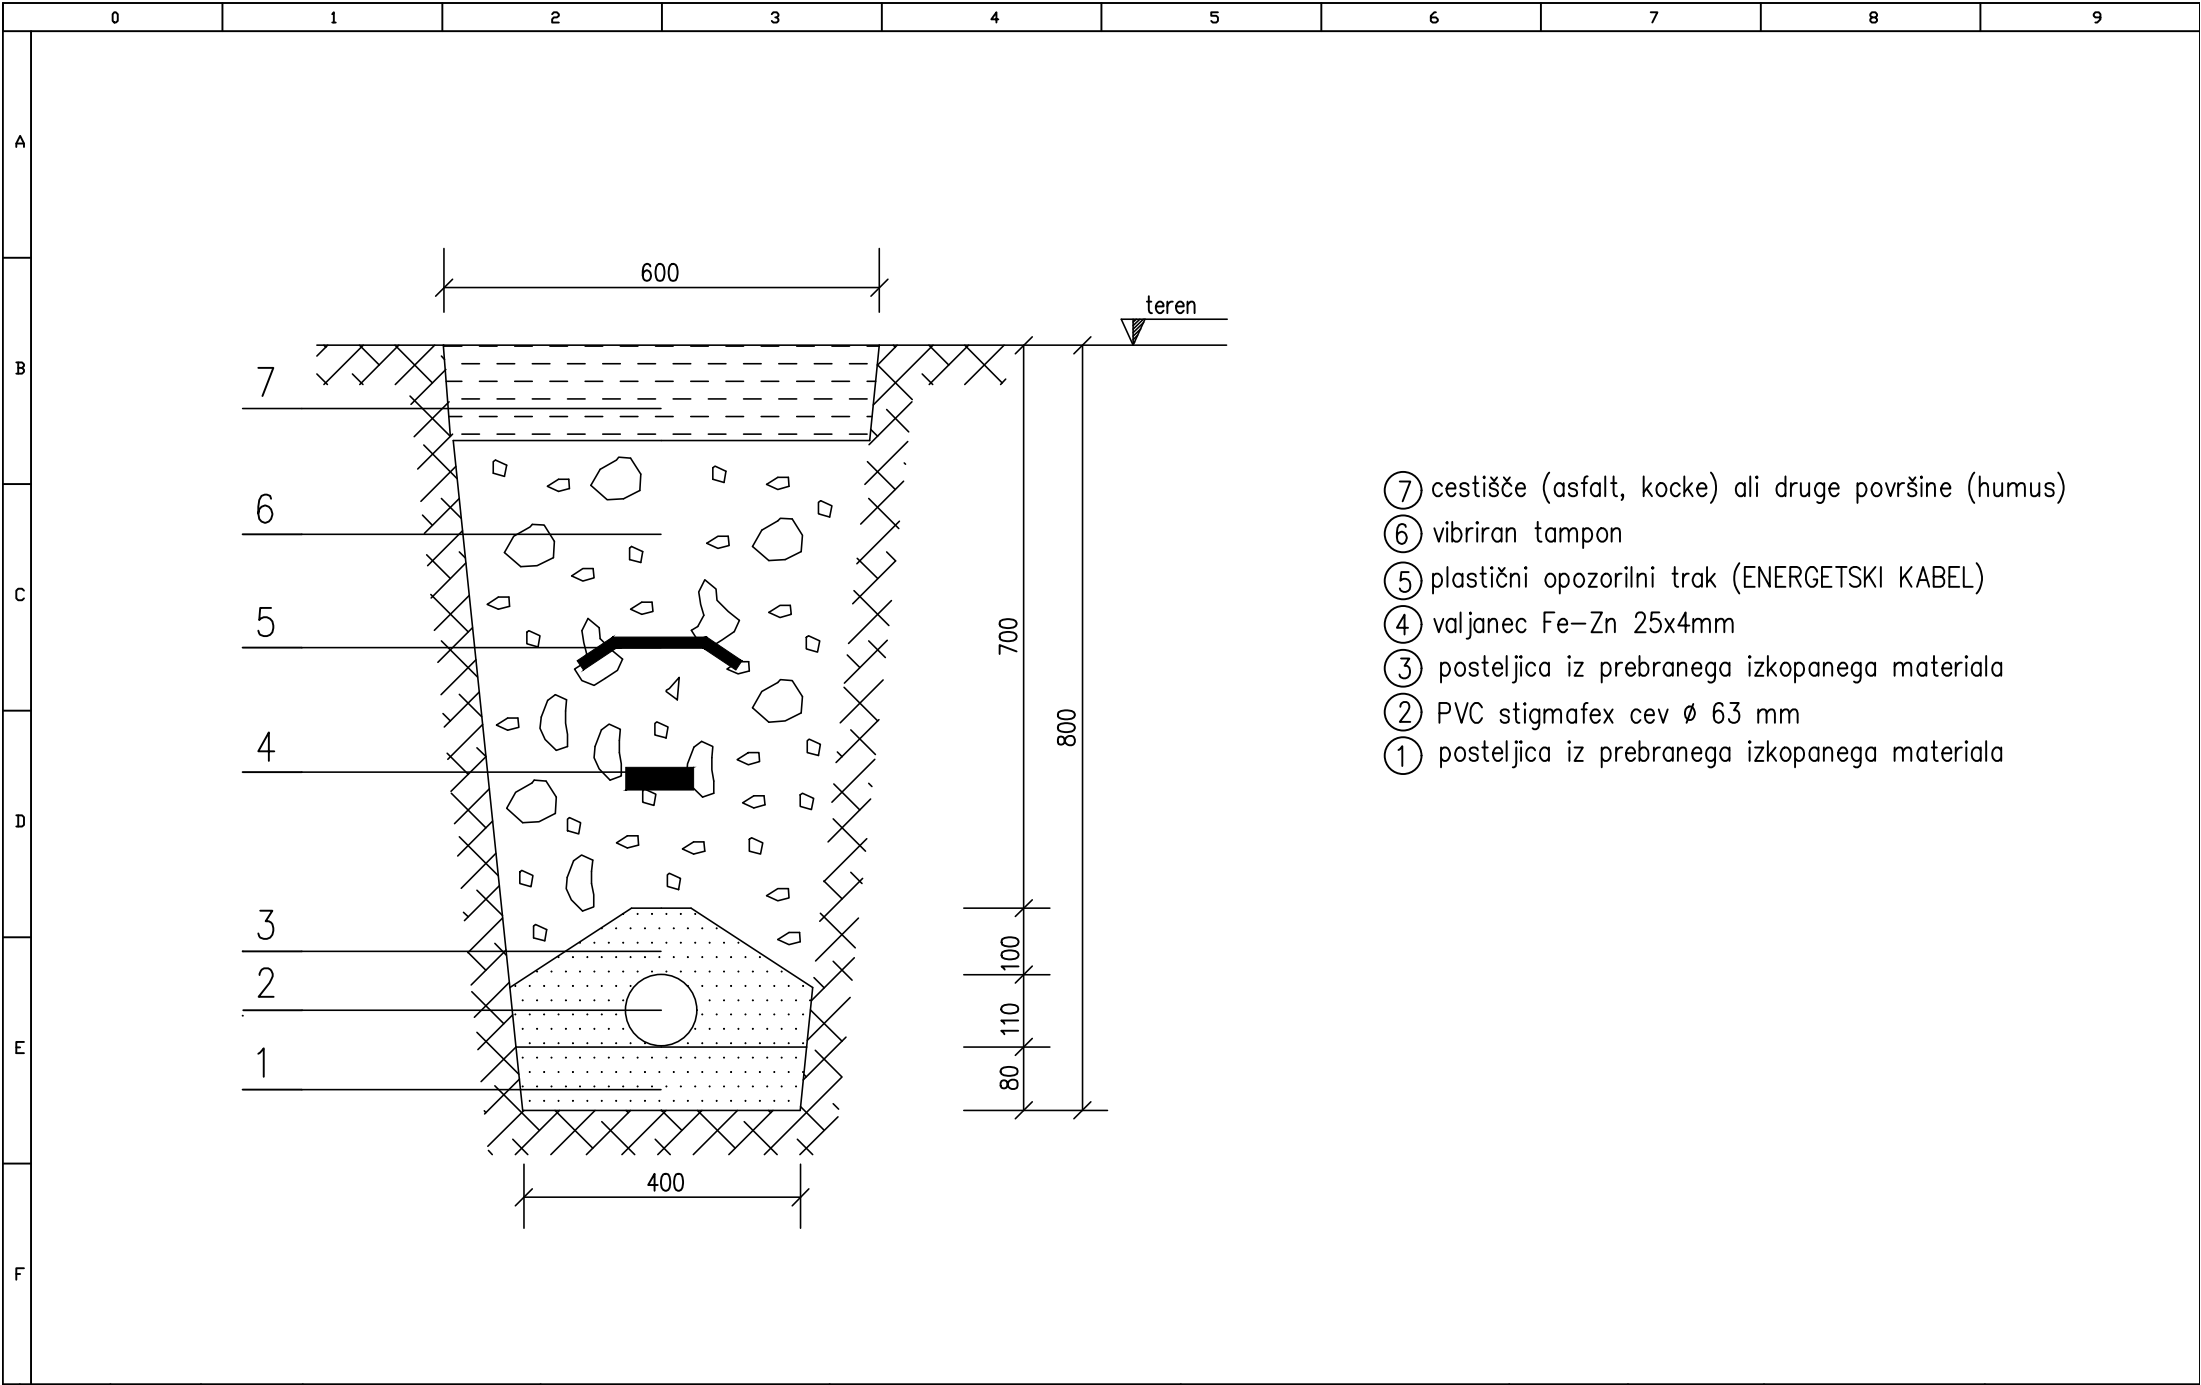 0 1 2 3 4 5 6 7 8 9
A
B
C
D
E
F
600
teren
7
6
5
4
3
2
1
700
800
100
110
80
400
7 cestišče (asfalt, kocke) ali druge površine (humus)
6 vibriran tampon
5 plastični opozorilni trak (ENERGETSKI KABEL)
4 valjanec Fe-Zn 25x4mm
3 posteljica iz prebranega izkopanega materiala
2 PVC stigmafex cev Ø 63 mm
1 posteljica iz prebranega izkopanega materiala